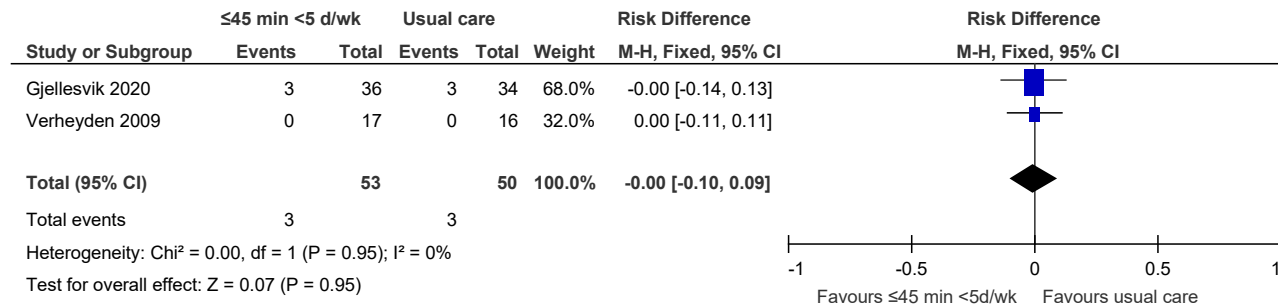 ≤45 min <5 d/wk Usual care Risk Difference Risk Difference
Study or Subgroup Events Total Events Total Weight M-H, Fixed, 95% CI M-H, Fixed, 95% CI
Gjellesvik 2020 3 36 3 34 68.0% -0.00 [-0.14, 0.13]
Verheyden 2009 0 17 0 16 32.0% 0.00 [-0.11, 0.11]
Total (95% CI) 53 50 100.0% -0.00 [-0.10, 0.09]
Total events 3 3
Heterogeneity: Chi² = 0.00, df = 1 (P = 0.95); I² = 0%
Test for overall effect: Z = 0.07 (P = 0.95)
-1 -0.5 0 0.5 1
Favours ≤45 min <5d/wk Favours usual care